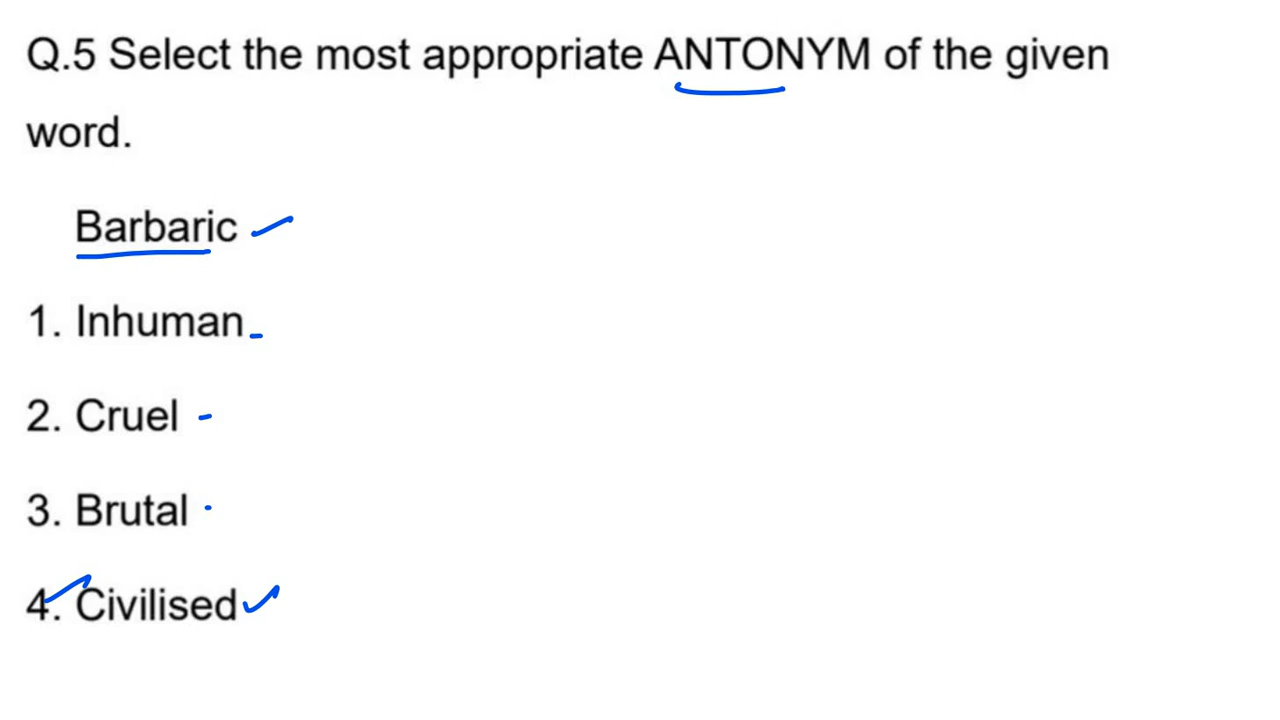 Q.5 Select the most appropriate ANTONYM of the given
word.
Barbaric
1. Inhuman
2. Cruel
3. Brutal
4. Civilised